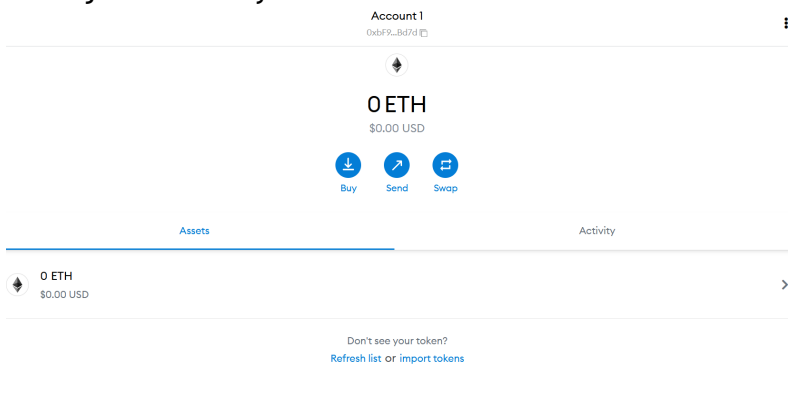 Account 1
0xbF9...Bd7d
0 ETH
$0.00 USD
Buy Send Swap
Assets Activity
0 ETH
$0.00 USD
Don't see your token?
Refresh list or import tokens